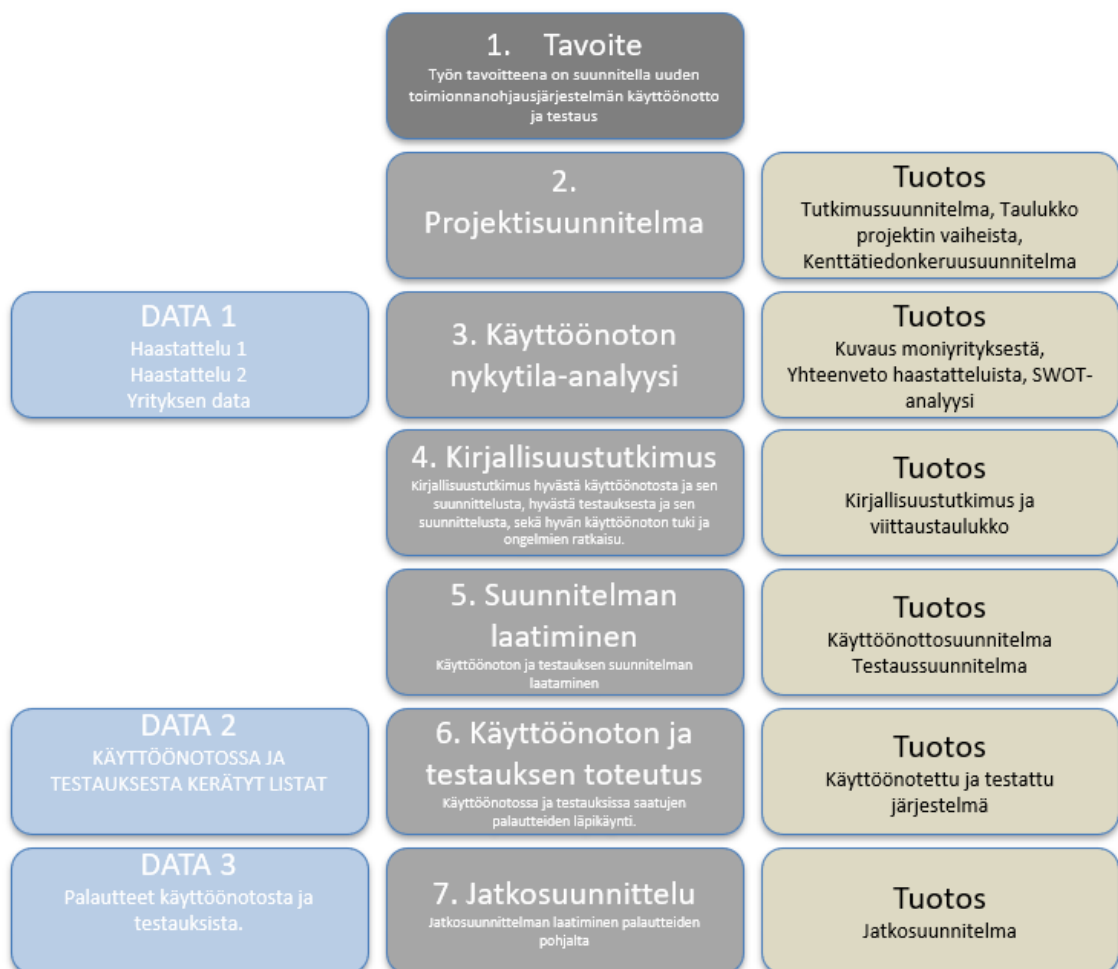 1. Tavoite
Työn tavoitteena on suunnitella uuden
toimionnanohjausjärjestelmän käyttöönotto
ja testaus
2.
Projektisuunnitelma
Tuotos
Tutkimussuunnitelma, Taulukko
projektin vaiheista,
Kenttätiedonkeruusuunnitelma
DATA 1
Haastattelu 1
Haastattelu 2
Yrityksen data
3. Käyttöönoton
nykytila-analyysi
Tuotos
Kuvaus moniyrityksestä,
Yhteenveto haastatteluista, SWOT-
analyysi
4. Kirjallisuustutkimus
Kirjallisuustutkimus hyvästä käyttöönotosta ja sen
suunnittelusta, hyvästä testauksesta ja sen
suunnittelusta, sekä hyvän käyttöönoton tuki ja
ongelmien ratkaisu.
Tuotos
Kirjallisuustutkimus ja
viittaustaulukko
5. Suunnitelman
laatiminen
Käyttöönoton ja testauksen suunnitelman
laataminen
Tuotos
Käyttöönottosuunnitelma
Testaussuunnitelma
DATA 2
KÄYTTÖÖNOTOSSA JA
TESTAUKSESTA KERÄTYT LISTAT
6. Käyttöönoton ja
testauksen toteutus
Käyttöönotossa ja testauksissa saatujen
palautteiden läpikäynti.
Tuotos
Käyttöönotettu ja testattu
järjestelmä
DATA 3
Palautteet käyttöönotosta ja
testauksista.
7. Jatkosuunnittelu
Jatkosuunnittelman laatiminen palautteiden
pohjalta
Tuotos
Jatkosuunnitelma